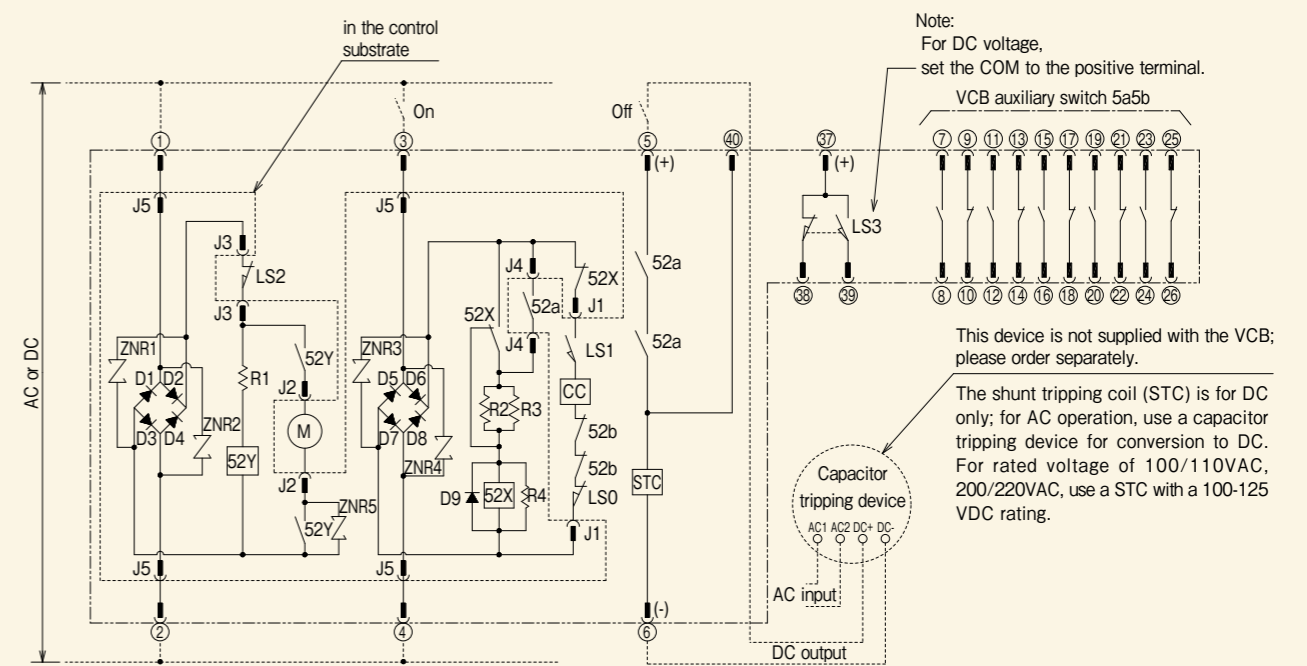 in the control
substrate
Note:
For DC voltage,
set the COM to the positive terminal.
VCB auxiliary switch 5a5b
On
Off
1
3
5
(+)
40
37
(+)
7
9
11
13
15
17
19
21
23
25
J5
J5
J3
LS2
J3
LS3
J4
52X
52a
J1
52a
52X
J4
LS1
CC
52a
38
39
8
10
12
14
16
18
20
22
24
26
AC or DC
ZNR1
D1
D2
R1
52Y
J2
M
ZNR2
D3
D4
52Y
J2
ZNR5
52Y
ZNR3
D5
D6
D7
D8
ZNR4
R2
R3
52b
52b
LS0
D9
52X
R4
J1
STC
This device is not supplied with the VCB;
please order separately.
The shunt tripping coil (STC) is for DC
only; for AC operation, use a capacitor
tripping device for conversion to DC.
For rated voltage of 100/110VAC,
200/220VAC, use a STC with a 100-125
VDC rating.
Capacitor
tripping device
AC1 AC2 DC+ DC-
J5
J5
AC input
(-)
2
4
6
DC output